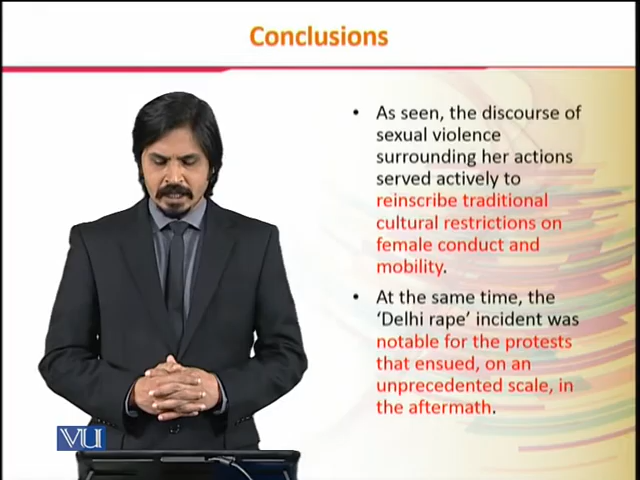 Conclusions
• As seen, the discourse of
sexual violence
surrounding her actions
served actively to
reinscribe traditional
cultural restrictions on
female conduct and
mobility.
• At the same time, the
‘Delhi rape’ incident was
notable for the protests
that ensued, on an
unprecedented scale, in
the aftermath.
VU